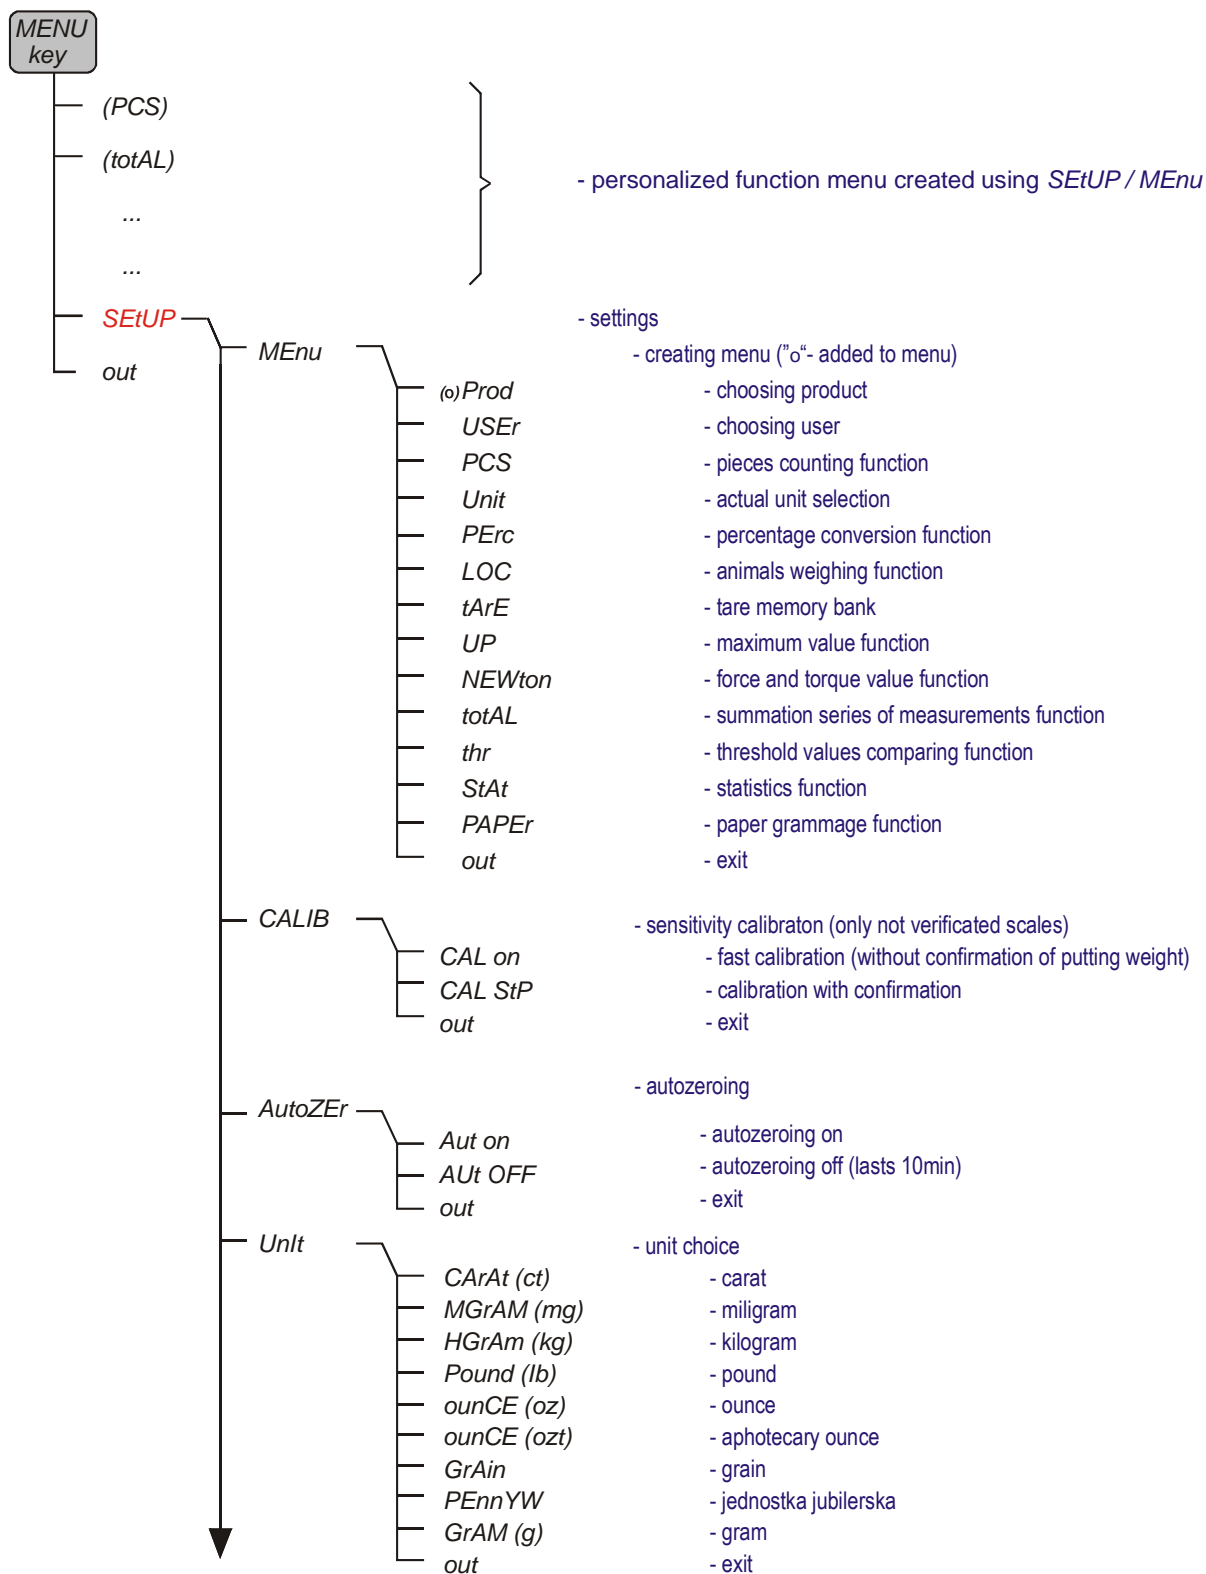 MENU
key
(PCS)
(totAL)
- personalized function menu created using SEtUP / MEnu
...
...
SEtUP - settings
MEnu - creating menu (”o“- added to menu)
out
(o) Prod - choosing product
USEr - choosing user
PCS - pieces counting function
Unit - actual unit selection
PErc - percentage conversion function
LOC - animals weighing function
tArE - tare memory bank
UP - maximum value function
NEWton - force and torque value function
totAL - summation series of measurements function
thr - threshold values comparing function
StAt - statistics function
PAPEr - paper grammage function
out - exit
CALIB - sensitivity calibraton (only not verificated scales)
CAL on - fast calibration (without confirmation of putting weight)
CAL StP - calibration with confirmation
out - exit
AutoZEr - autozeroing
Aut on - autozeroing on
AUt OFF - autozeroing off (lasts 10min)
out - exit
UnIt - unit choice
CArAt (ct) - carat
MGrAM (mg) - miligram
HGrAm (kg) - kilogram
Pound (lb) - pound
ounCE (oz) - ounce
ounCE (ozt) - aphotecary ounce
GrAin - grain
PEnnYW - jednostka jubilerska
GrAM (g) - gram
out - exit